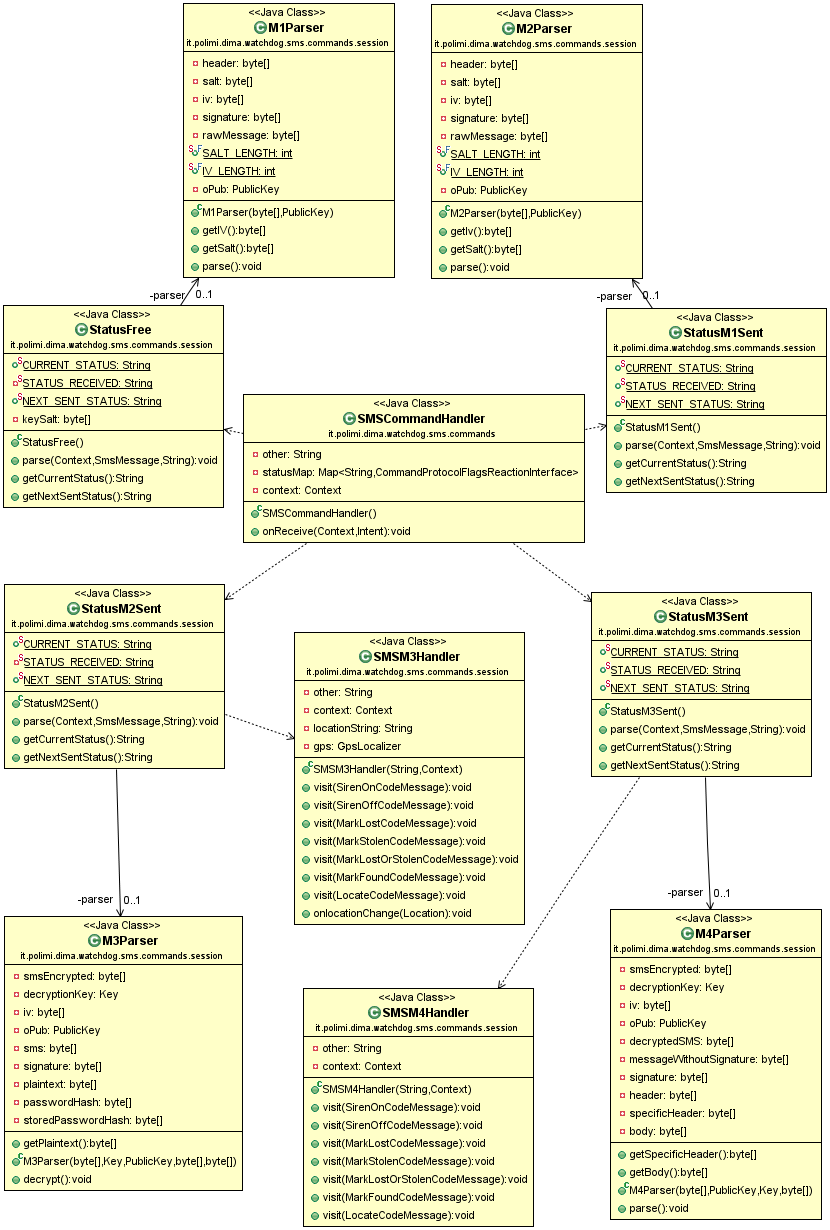 <<Java Class>>
M1Parser
it.polimi.dima.watchdog.sms.commands.session
header: byte[]
salt: byte[]
iv: byte[]
signature: byte[]
rawMessage: byte[]
SALT_LENGTH: int
IV_LENGTH: int
oPub: PublicKey
M1Parser(byte[],PublicKey)
getIV():byte[]
getSalt():byte[]
parse():void
<<Java Class>>
M2Parser
it.polimi.dima.watchdog.sms.commands.session
header: byte[]
salt: byte[]
iv: byte[]
signature: byte[]
rawMessage: byte[]
SALT_LENGTH: int
IV_LENGTH: int
oPub: PublicKey
M2Parser(byte[],PublicKey)
getIv():byte[]
getSalt():byte[]
parse():void
-parser 0..1
-parser 0..1
<<Java Class>>
StatusFree
it.polimi.dima.watchdog.sms.commands.session
CURRENT_STATUS: String
STATUS_RECEIVED: String
NEXT_SENT_STATUS: String
keySalt: byte[]
StatusFree()
parse(Context,SmsMessage,String):void
getCurrentStatus():String
getNextSentStatus():String
<<Java Class>>
StatusM1Sent
it.polimi.dima.watchdog.sms.commands.session
CURRENT_STATUS: String
STATUS_RECEIVED: String
NEXT_SENT_STATUS: String
StatusM1Sent()
parse(Context,SmsMessage,String):void
getCurrentStatus():String
getNextSentStatus():String
<<Java Class>>
SMSCommandHandler
it.polimi.dima.watchdog.sms.commands
other: String
statusMap: Map<String,CommandProtocolFlagsReactionInterface>
context: Context
SMSCommandHandler()
onReceive(Context,Intent):void
<<Java Class>>
StatusM2Sent
it.polimi.dima.watchdog.sms.commands.session
CURRENT_STATUS: String
STATUS_RECEIVED: String
NEXT_SENT_STATUS: String
StatusM2Sent()
parse(Context,SmsMessage,String):void
getCurrentStatus():String
getNextSentStatus():String
<<Java Class>>
StatusM3Sent
it.polimi.dima.watchdog.sms.commands.session
CURRENT_STATUS: String
STATUS_RECEIVED: String
NEXT_SENT_STATUS: String
StatusM3Sent()
parse(Context,SmsMessage,String):void
getCurrentStatus():String
getNextSentStatus():String
<<Java Class>>
SMSM3Handler
it.polimi.dima.watchdog.sms.commands.session
other: String
context: Context
locationString: String
gps: GpsLocalizer
SMSM3Handler(String,Context)
visit(SirenOnCodeMessage):void
visit(SirenOffCodeMessage):void
visit(MarkLostCodeMessage):void
visit(MarkStolenCodeMessage):void
visit(MarkLostOrStolenCodeMessage):void
visit(MarkFoundCodeMessage):void
visit(LocateCodeMessage):void
onlocationChange(Location):void
-parser 0..1
-parser 0..1
<<Java Class>>
M3Parser
it.polimi.dima.watchdog.sms.commands.session
smsEncrypted: byte[]
decryptionKey: Key
iv: byte[]
oPub: PublicKey
sms: byte[]
signature: byte[]
plaintext: byte[]
passwordHash: byte[]
storedPasswordHash: byte[]
getPlaintext():byte[]
M3Parser(byte[],Key,PublicKey,byte[],byte[])
decrypt():void
<<Java Class>>
M4Parser
it.polimi.dima.watchdog.sms.commands.session
smsEncrypted: byte[]
decryptionKey: Key
iv: byte[]
oPub: PublicKey
decryptedSMS: byte[]
messageWithoutSignature: byte[]
signature: byte[]
header: byte[]
specificHeader: byte[]
body: byte[]
getSpecificHeader():byte[]
getBody():byte[]
M4Parser(byte[],PublicKey,Key,byte[])
parse():void
<<Java Class>>
SMSM4Handler
it.polimi.dima.watchdog.sms.commands.session
other: String
context: Context
SMSM4Handler(String,Context)
visit(SirenOnCodeMessage):void
visit(SirenOffCodeMessage):void
visit(MarkLostCodeMessage):void
visit(MarkStolenCodeMessage):void
visit(MarkLostOrStolenCodeMessage):void
visit(MarkFoundCodeMessage):void
visit(LocateCodeMessage):void